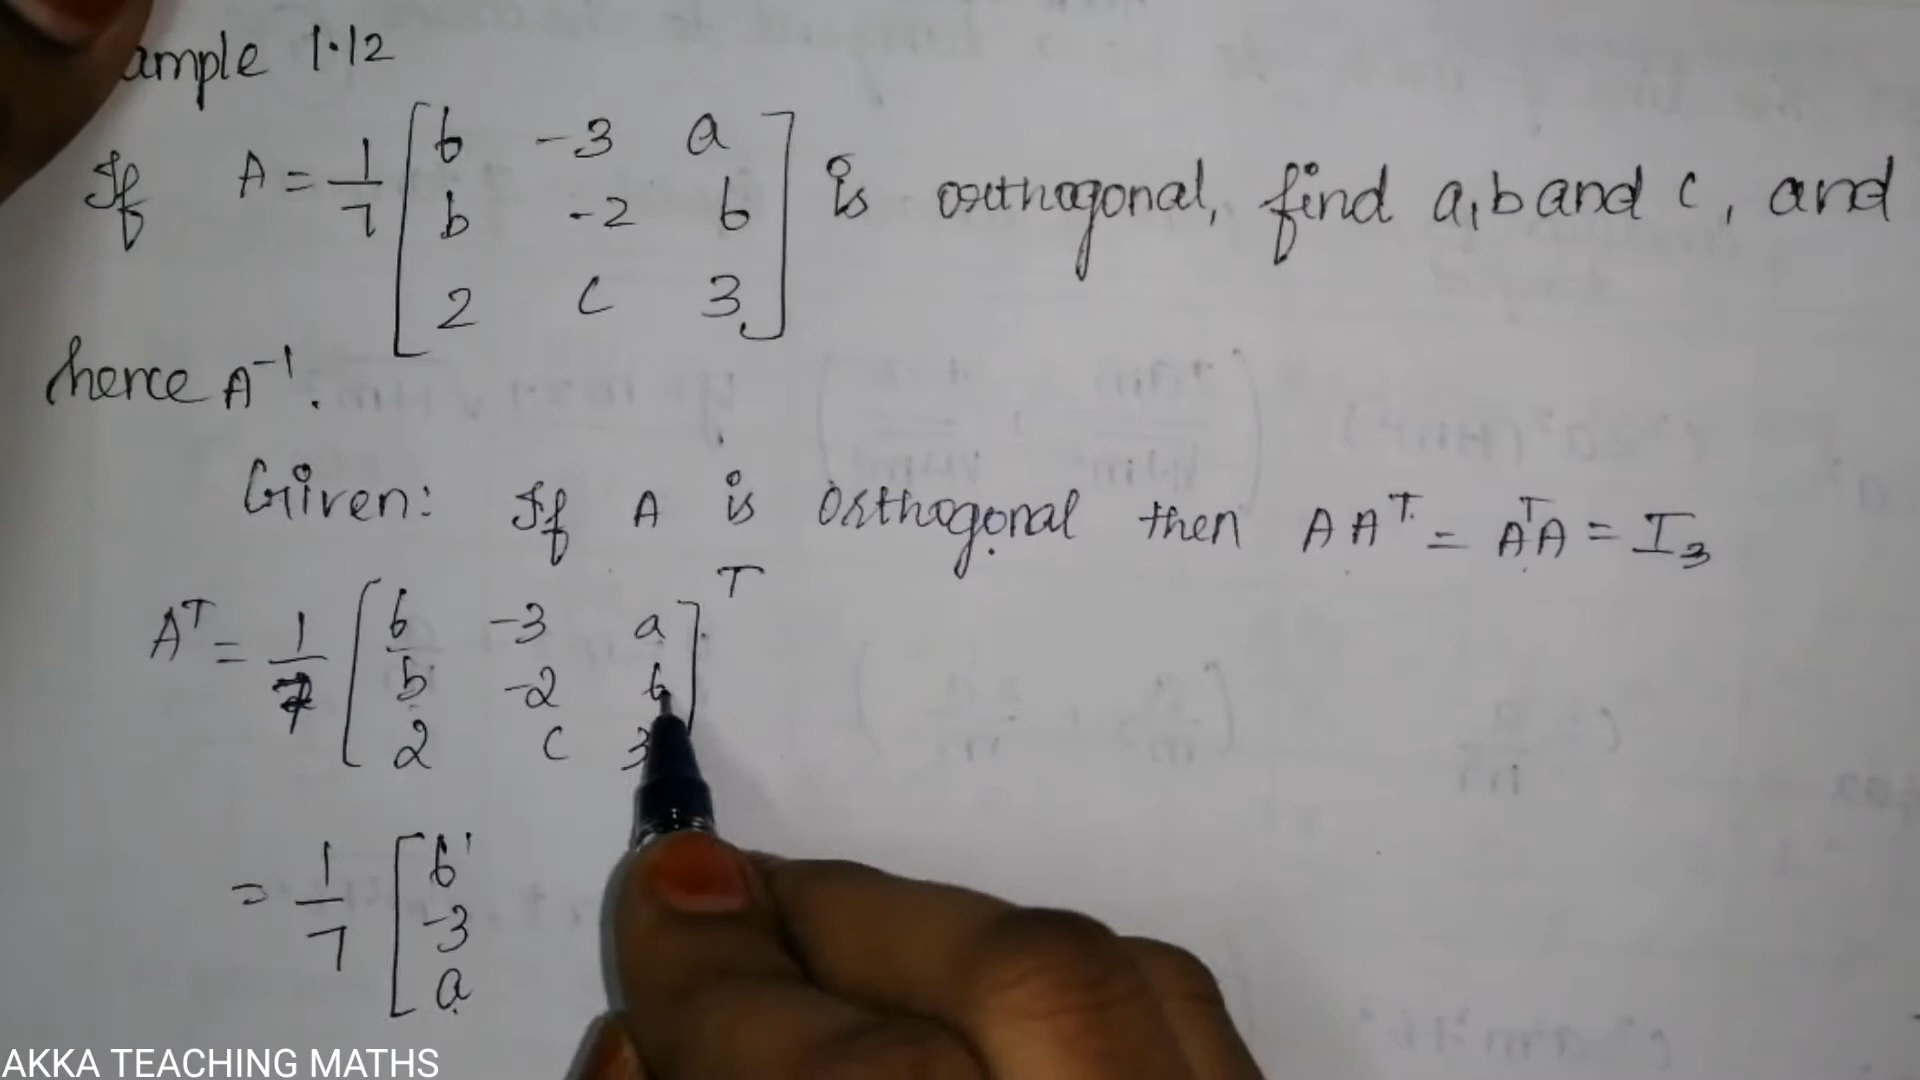 ample 1.12
If A = 1/7 [ 6 -3 a
b -2 6
2 c 3 ] is orthogonal, find a, b and c, and
hence A⁻¹.
Given: If A is orthogonal then AAᵀ = AᵀA = I₃
Aᵀ = 1/7 [ 6 -3 a
b -2 6
2 c 3 ]ᵀ
= 1/7 [ 6
-3
a
AKKA TEACHING MATHS